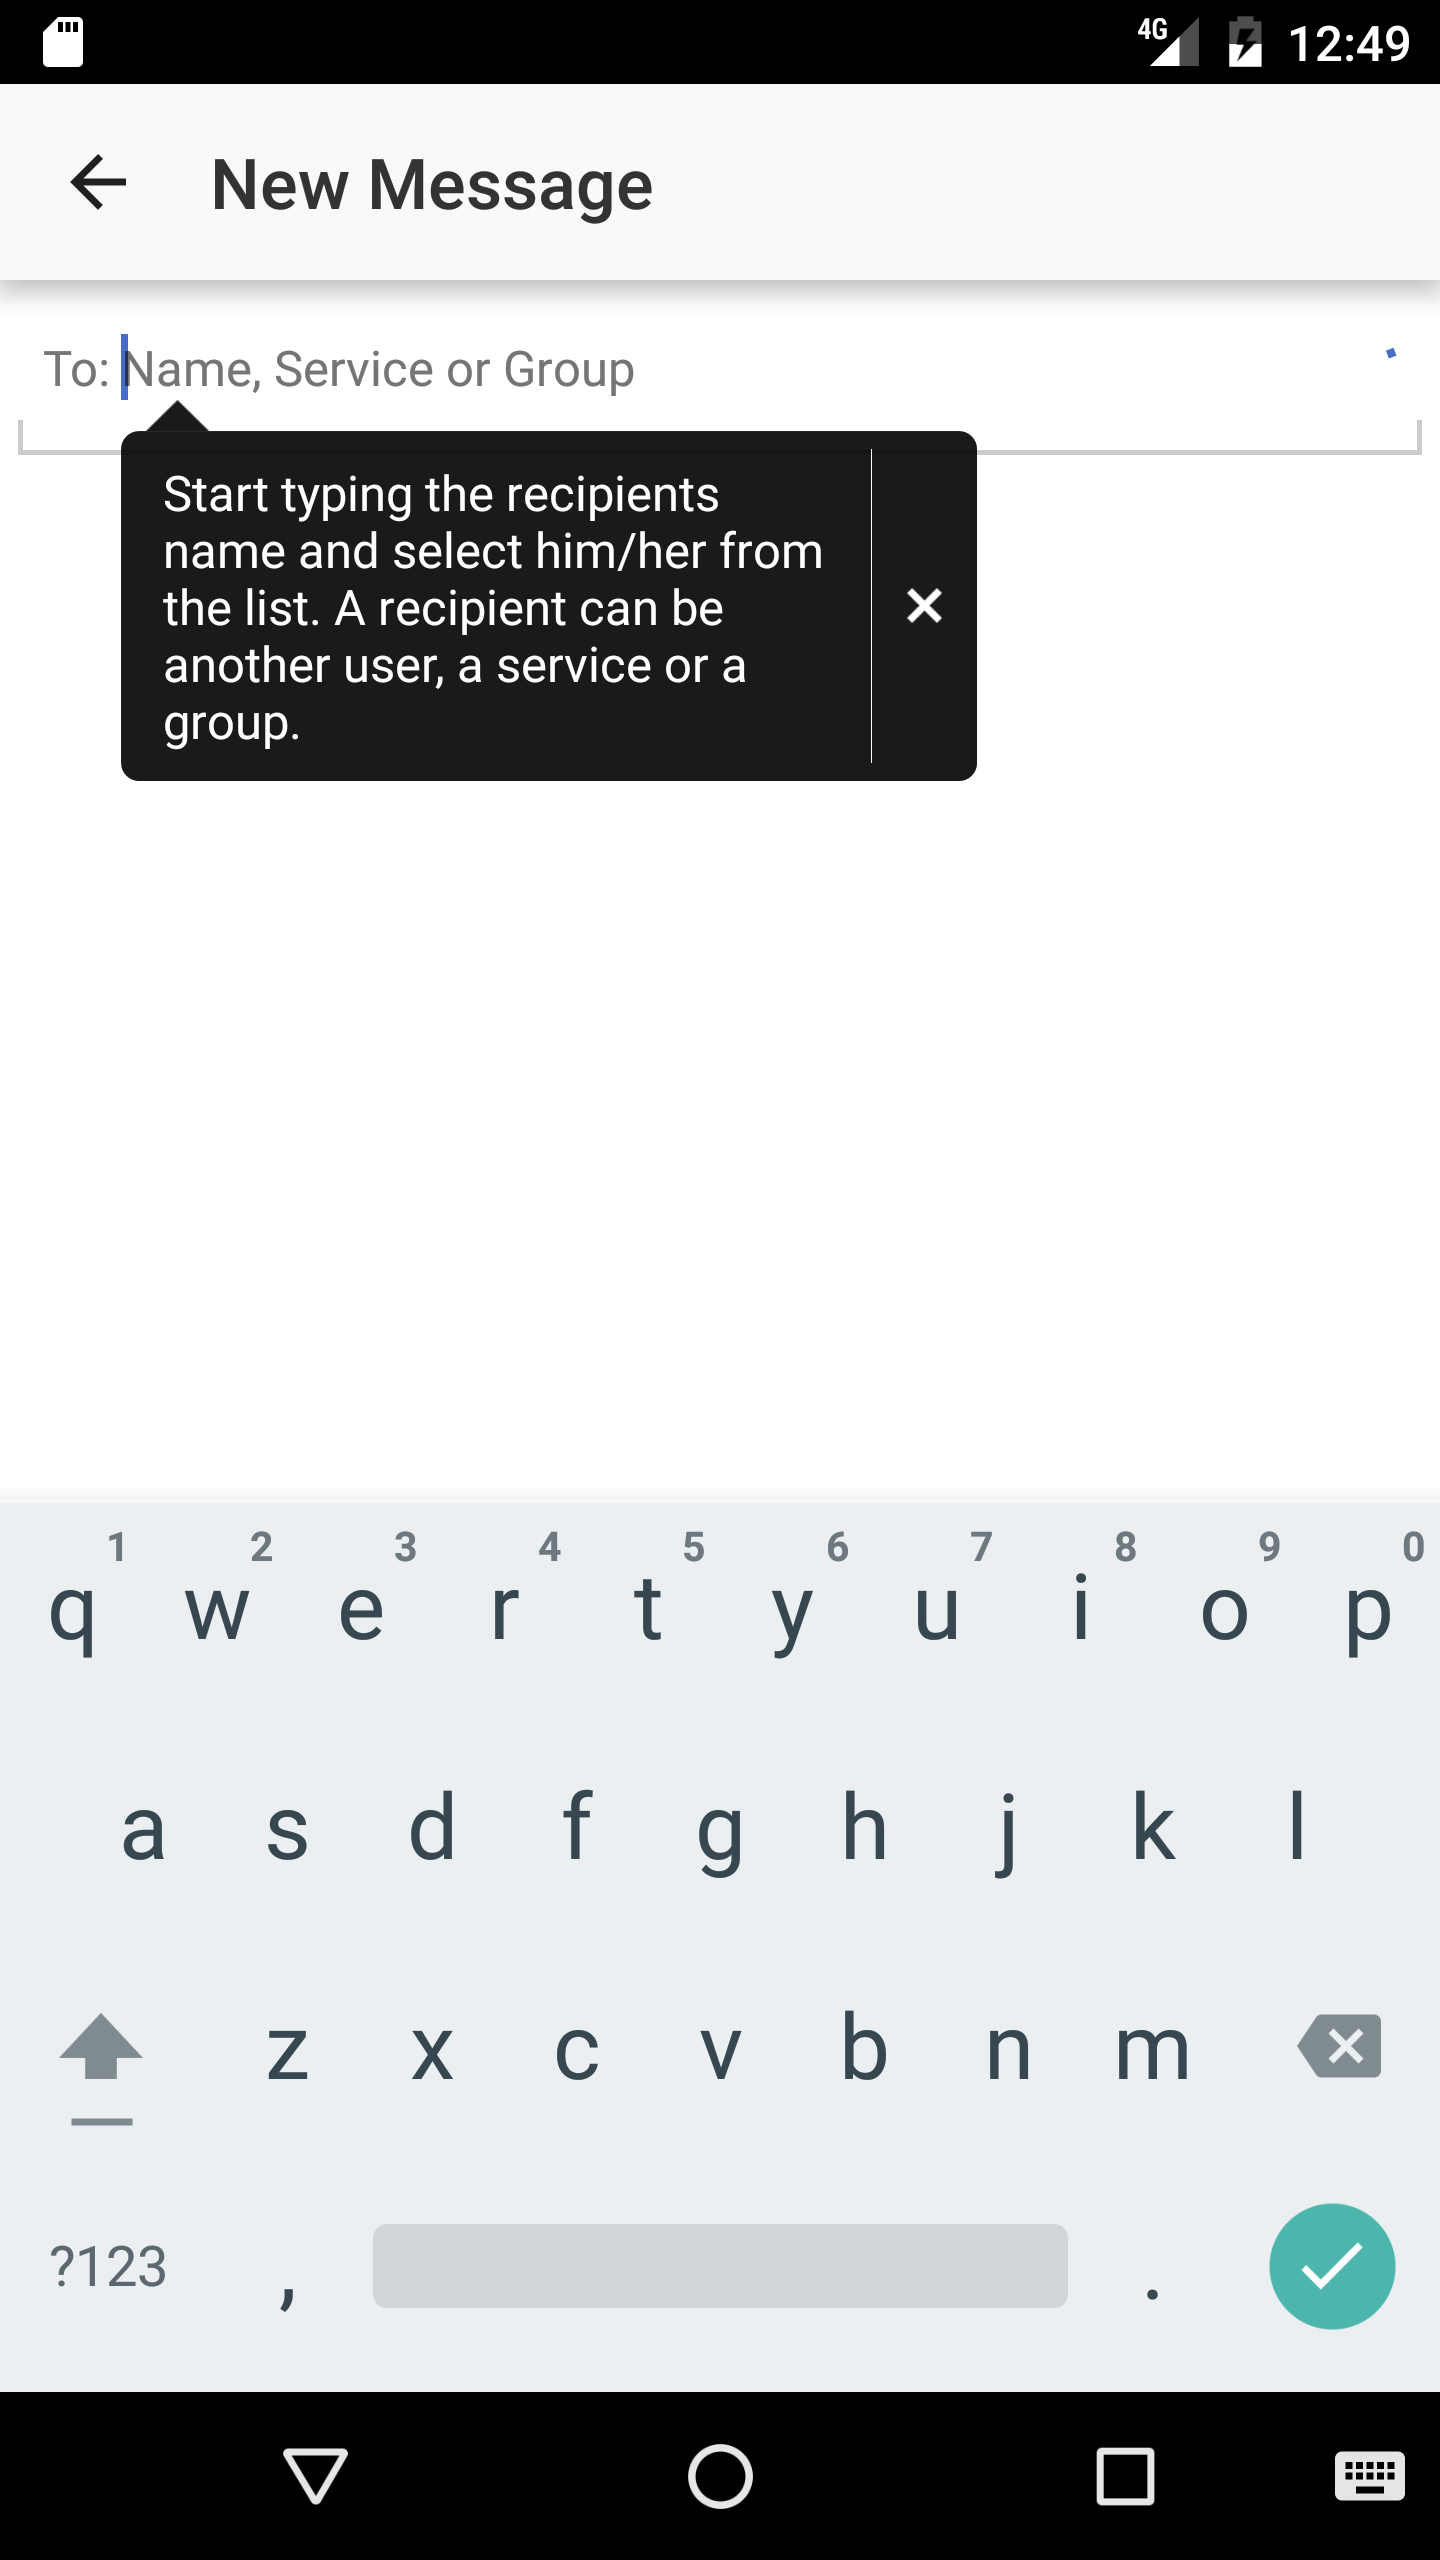 4G 12:49
New Message
To: Name, Service or Group
Start typing the recipients
name and select him/her from
the list. A recipient can be
another user, a service or a
group.
1 2 3 4 5 6 7 8 9 0
q w e r t y u i o p
a s d f g h j k l
z x c v b n m
?123 , .